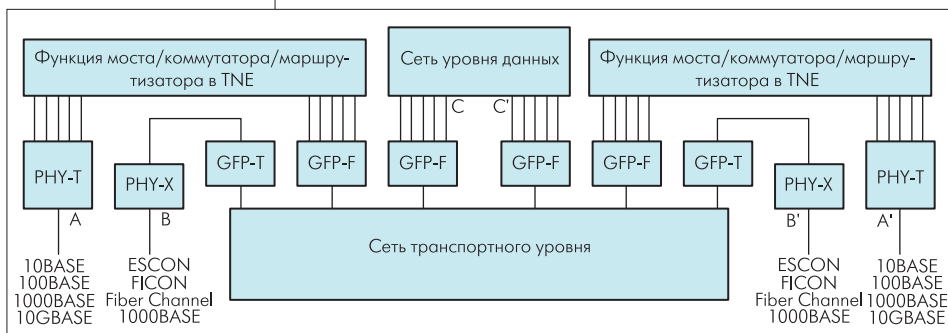 Функция моста/коммутатора/маршру-
тизатора в TNE
Сеть уровня данных
Функция моста/коммутатора/маршру-
тизатора в TNE
C
C'
PHY-T
PHY-X
GFP-T
GFP-F
GFP-F
GFP-F
GFP-F
GFP-T
PHY-X
PHY-T
A
B
B'
A'
Сеть транспортного уровня
10BASE
100BASE
1000BASE
10GBASE
ESCON
FICON
Fiber Channel
1000BASE
ESCON
FICON
Fiber Channel
1000BASE
10BASE
100BASE
1000BASE
10GBASE